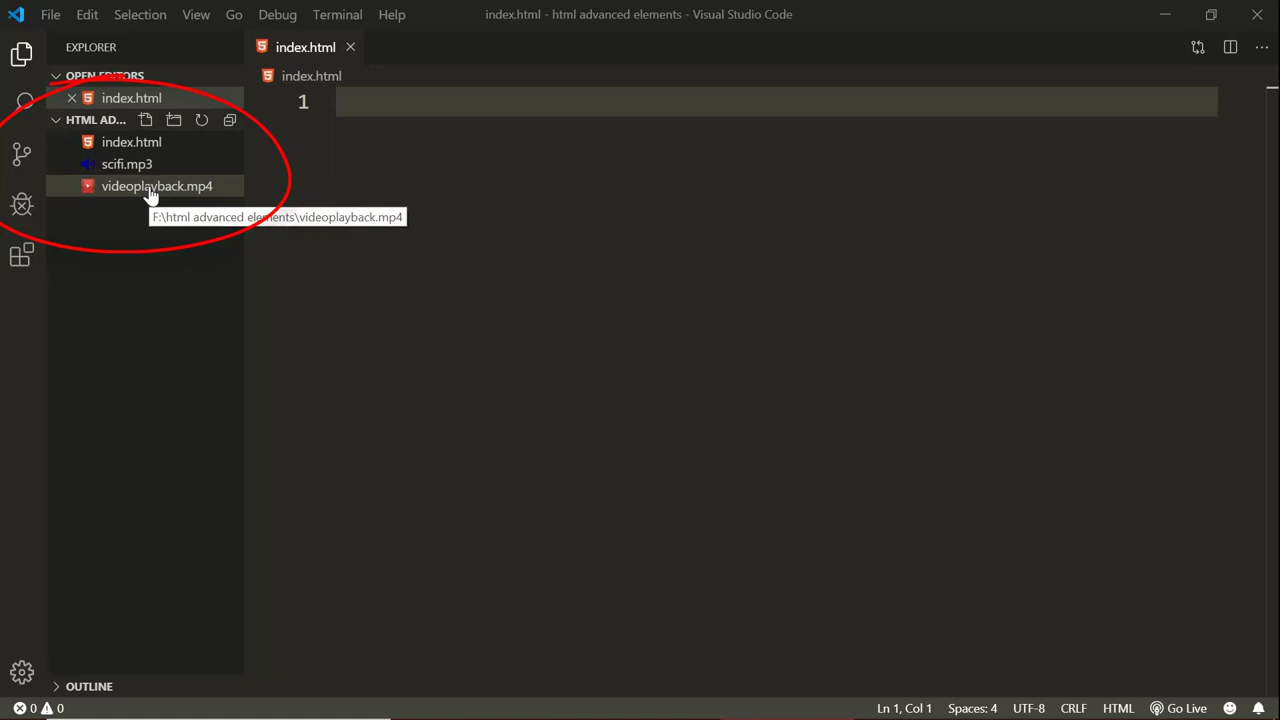 File Edit Selection View Go Debug Terminal Help
index.html - html advanced elements - Visual Studio Code
EXPLORER
index.html
OPEN EDITORS
index.html
index.html
HTML AD...
1
index.html
scifi.mp3
videoplayback.mp4
F:\html advanced elements\videoplayback.mp4
OUTLINE
0 0
Ln 1, Col 1 Spaces: 4 UTF-8 CRLF HTML Go Live